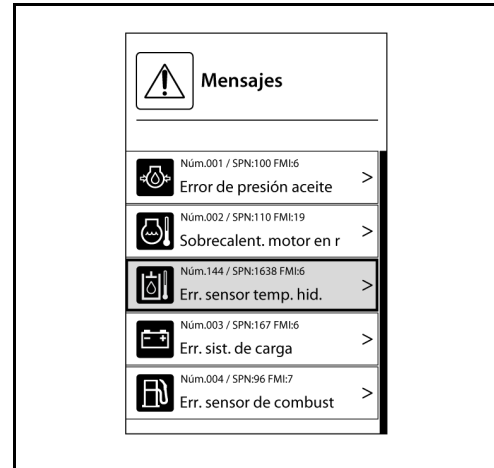 Mensajes
Núm.001 / SPN:100 FMI:6
Error de presión aceite
>
Núm.002 / SPN:110 FMI:19
Sobrecalent. motor en r
>
Núm.144 / SPN:1638 FMI:6
Err. sensor temp. hid.
>
Núm.003 / SPN:167 FMI:6
Err. sist. de carga
>
Núm.004 / SPN:96 FMI:7
Err. sensor de combust
>